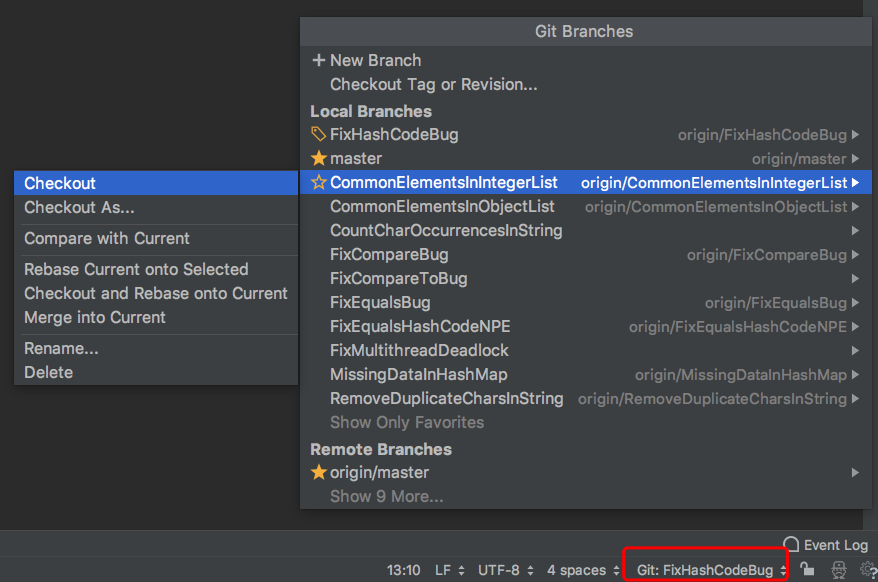 Git Branches
New Branch
Checkout Tag or Revision...
Local Branches
FixHashCodeBug origin/FixHashCodeBug
master origin/master
CommonElementsInIntegerList origin/CommonElementsInIntegerList
CommonElementsInObjectList origin/CommonElementsInObjectList
CountCharOccurrencesInString
FixCompareBug origin/FixCompareBug
FixCompareToBug
FixEqualsBug origin/FixEqualsBug
FixEqualsHashCodeNPE origin/FixEqualsHashCodeNPE
FixMultithreadDeadlock
MissingDataInHashMap origin/MissingDataInHashMap
RemoveDuplicateCharsInString origin/RemoveDuplicateCharsInString
Show Only Favorites
Remote Branches
origin/master
Show 9 More...
Checkout
Checkout As...
Compare with Current
Rebase Current onto Selected
Checkout and Rebase onto Current
Merge into Current
Rename...
Delete
Event Log
13:10 LF UTF-8 4 spaces Git: FixHashCodeBug